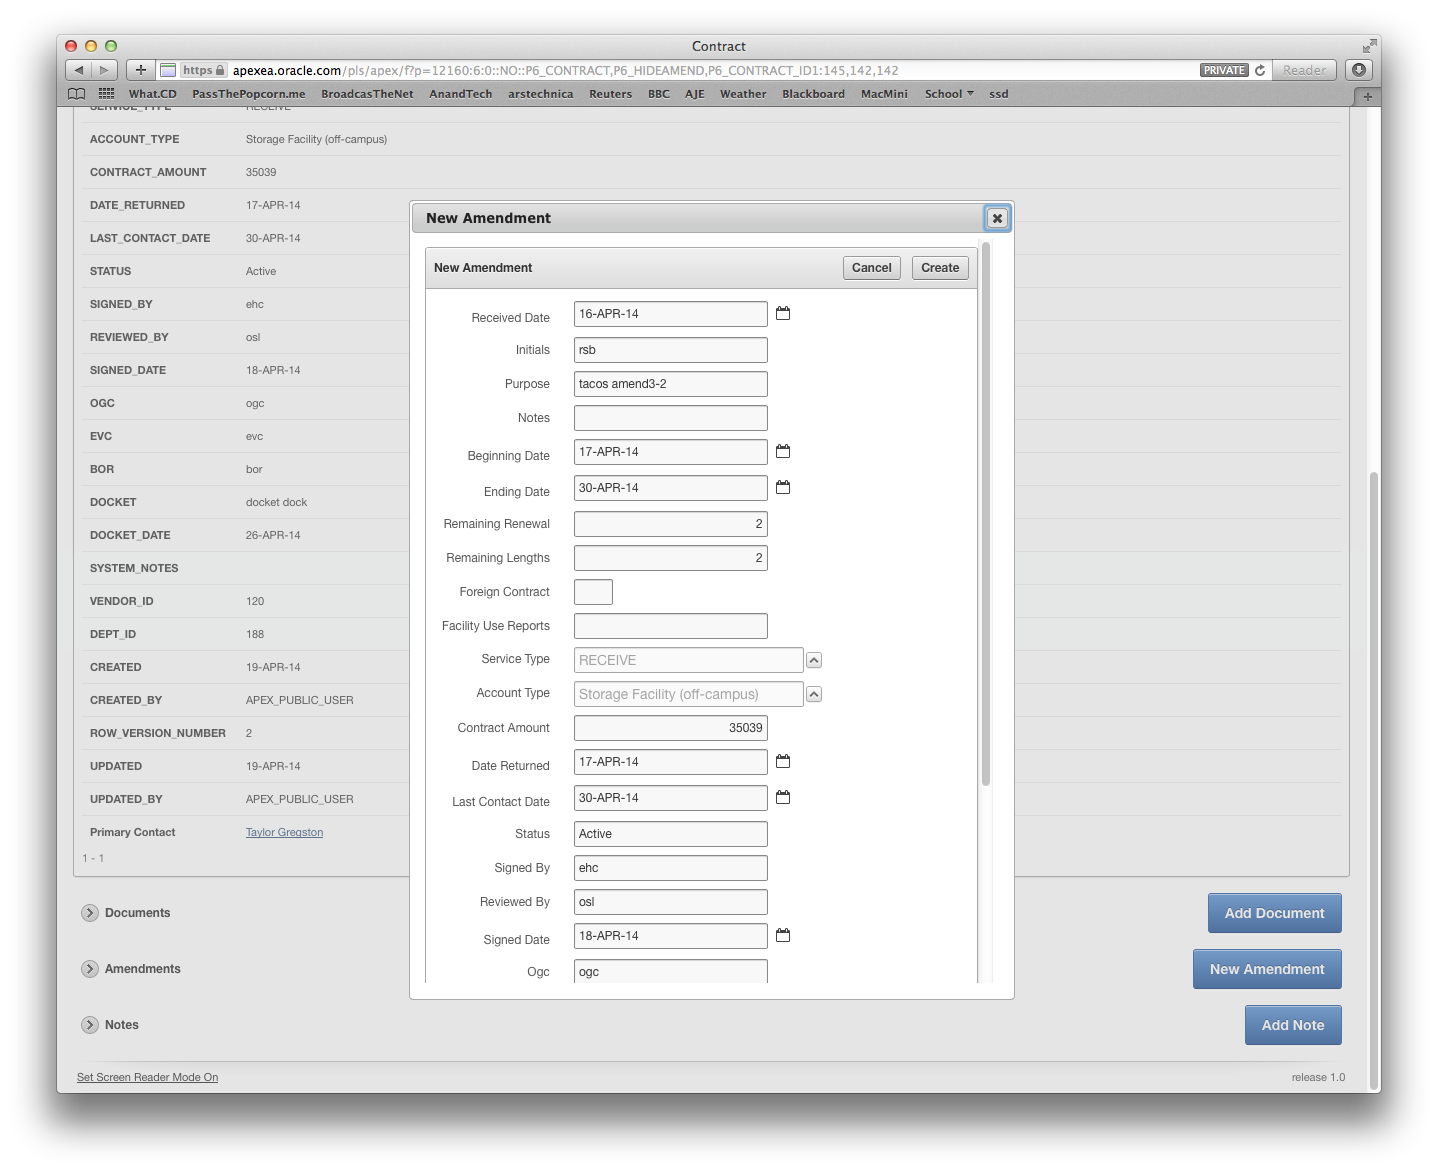 Contract
https apexea.oracle.com/pls/apex/f?p=12160:6:0::NO::P6_CONTRACT,P6_HIDEAMEND,P6_CONTRACT_ID1:145,142,142 PRIVATE Reader
What.CD PassThePopcorn.me BroadcasTheNet AnandTech arstechnica Reuters BBC AJE Weather Blackboard MacMini School ssd
SERVICE_TYPE RECEIVE
ACCOUNT_TYPE Storage Facility (off-campus)
CONTRACT_AMOUNT 35039
DATE_RETURNED 17-APR-14
LAST_CONTACT_DATE 30-APR-14
STATUS Active
SIGNED_BY ehc
REVIEWED_BY osl
SIGNED_DATE 18-APR-14
OGC ogc
EVC evc
BOR bor
DOCKET docket dock
DOCKET_DATE 26-APR-14
SYSTEM_NOTES
VENDOR_ID 120
DEPT_ID 188
CREATED 19-APR-14
CREATED_BY APEX_PUBLIC_USER
ROW_VERSION_NUMBER 2
UPDATED 19-APR-14
UPDATED_BY APEX_PUBLIC_USER
Primary Contact Taylor Gregston
1 - 1
New Amendment
New Amendment Cancel Create
Received Date 16-APR-14
Initials rsb
Purpose tacos amend3-2
Notes
Beginning Date 17-APR-14
Ending Date 30-APR-14
Remaining Renewal 2
Remaining Lengths 2
Foreign Contract
Facility Use Reports
Service Type RECEIVE
Account Type Storage Facility (off-campus)
Contract Amount 35039
Date Returned 17-APR-14
Last Contact Date 30-APR-14
Status Active
Signed By ehc
Reviewed By osl
Signed Date 18-APR-14
Ogc ogc
Documents Add Document
Amendments New Amendment
Notes Add Note
Set Screen Reader Mode On release 1.0